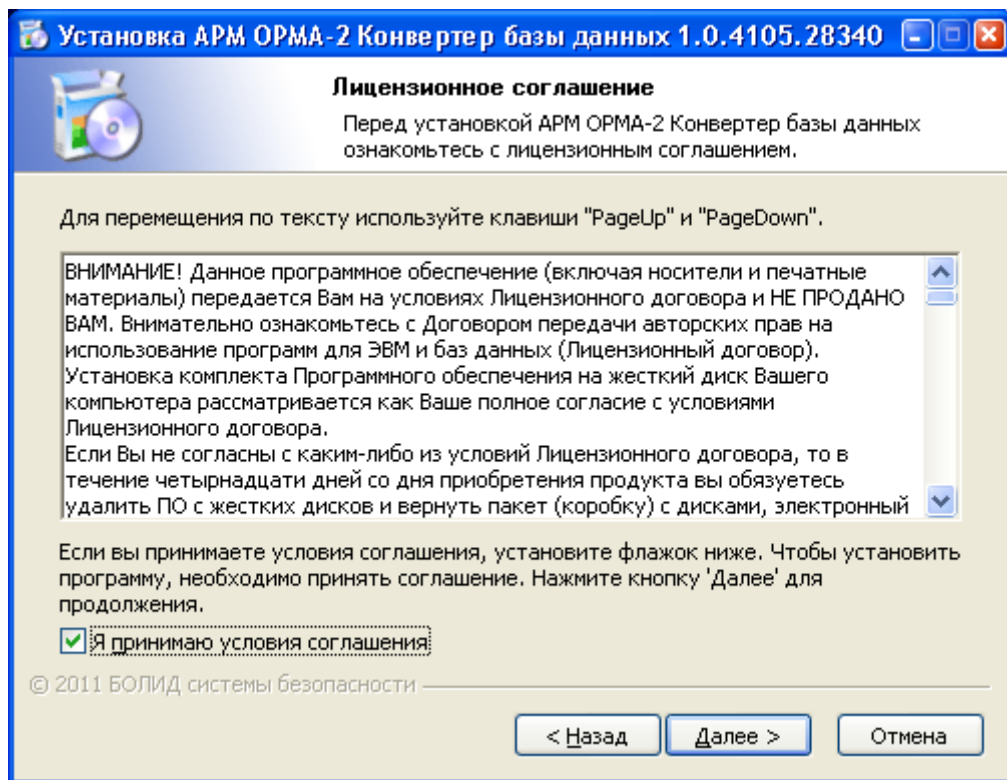 Установка АРМ ОРМА-2 Конвертер базы данных 1.0.4105.28340
Лицензионное соглашение
Перед установкой АРМ ОРМА-2 Конвертер базы данных
ознакомьтесь с лицензионным соглашением.
Для перемещения по тексту используйте клавиши "PageUp" и "PageDown".
ВНИМАНИЕ! Данное программное обеспечение (включая носители и печатные
материалы) передается Вам на условиях Лицензионного договора и НЕ ПРОДАНО
ВАМ. Внимательно ознакомьтесь с Договором передачи авторских прав на
использование программ для ЭВМ и баз данных (Лицензионный договор).
Установка комплекта Программного обеспечения на жесткий диск Вашего
компьютера рассматривается как Ваше полное согласие с условиями
Лицензионного договора.
Если Вы не согласны с каким-либо из условий Лицензионного договора, то в
течение четырнадцати дней со дня приобретения продукта вы обязуетесь
удалить ПО с жестких дисков и вернуть пакет (коробку) с дисками, электронный
Если вы принимаете условия соглашения, установите флажок ниже. Чтобы установить
программу, необходимо принять соглашение. Нажмите кнопку 'Далее' для
продолжения.
Я принимаю условия соглашения
© 2011 БОЛИД системы безопасности
< Назад Далее > Отмена